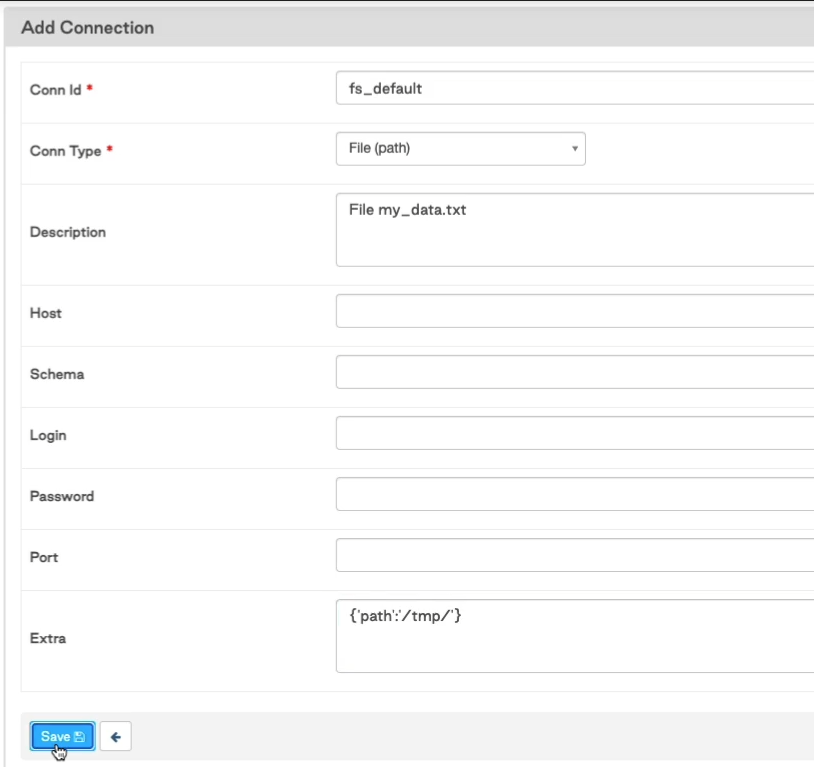 Add Connection
Conn Id *
fs_default
Conn Type *
File (path)
Description
File my_data.txt
Host
Schema
Login
Password
Port
Extra
{'path':'/tmp/'}
Save